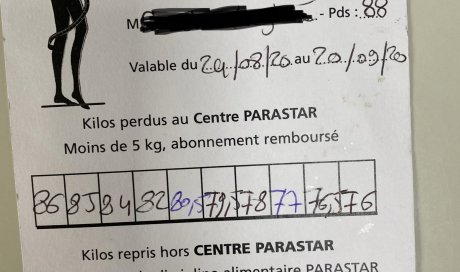 M - Pds : 88
Valable du 24/08/20 au 20/09/20
Kilos perdus au Centre PARASTAR
Moins de 5 kg, abonnement remboursé
86 85 84 82 80,5 79,5 78 77 76,5 76
Kilos repris hors CENTRE PARASTAR
alimentaire PARASTAR